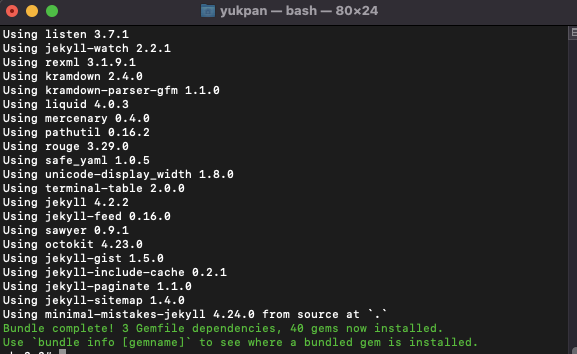 yukpan — bash — 80×24
Using listen 3.7.1
Using jekyll-watch 2.2.1
Using rexml 3.1.9.1
Using kramdown 2.4.0
Using kramdown-parser-gfm 1.1.0
Using liquid 4.0.3
Using mercenary 0.4.0
Using pathutil 0.16.2
Using rouge 3.29.0
Using safe_yaml 1.0.5
Using unicode-display_width 1.8.0
Using terminal-table 2.0.0
Using jekyll 4.2.2
Using jekyll-feed 0.16.0
Using sawyer 0.9.1
Using octokit 4.23.0
Using jekyll-gist 1.5.0
Using jekyll-include-cache 0.2.1
Using jekyll-paginate 1.1.0
Using jekyll-sitemap 1.4.0
Using minimal-mistakes-jekyll 4.24.0 from source at `.`
Bundle complete! 3 Gemfile dependencies, 40 gems now installed.
Use `bundle info [gemname]` to see where a bundled gem is installed.